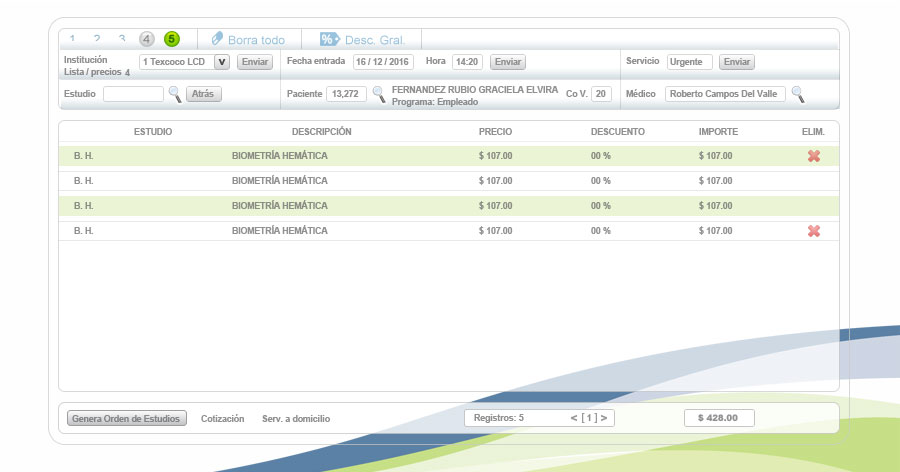 1 2 3 4 5 Borra todo Desc. Gral.
Institución 1 Texcoco LCD V Enviar Fecha entrada 16 / 12 / 2016 Hora 14:20 Enviar Servicio Urgente Enviar
Lista / precios 4
Estudio Atrás Paciente 13,272 FERNANDEZ RUBIO GRACIELA ELVIRA Co V. 20 Médico Roberto Campos Del Valle
Programa: Empleado
ESTUDIO DESCRIPCIÓN PRECIO DESCUENTO IMPORTE ELIM.
B. H. BIOMETRÍA HEMÁTICA $ 107.00 00 % $ 107.00
B. H. BIOMETRÍA HEMÁTICA $ 107.00 00 % $ 107.00
B. H. BIOMETRÍA HEMÁTICA $ 107.00 00 % $ 107.00
B. H. BIOMETRÍA HEMÁTICA $ 107.00 00 % $ 107.00
Genera Orden de Estudios Cotización Serv. a domicilio Registros: 5 < [ 1 ] > $ 428.00